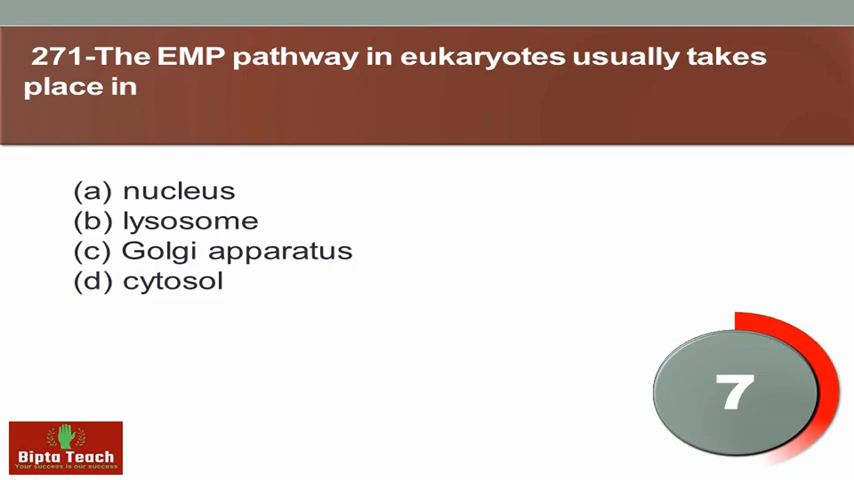 271-The EMP pathway in eukaryotes usually takes
place in
(a) nucleus
(b) lysosome
(c) Golgi apparatus
(d) cytosol
7
Bipta Teach
Your success is our success